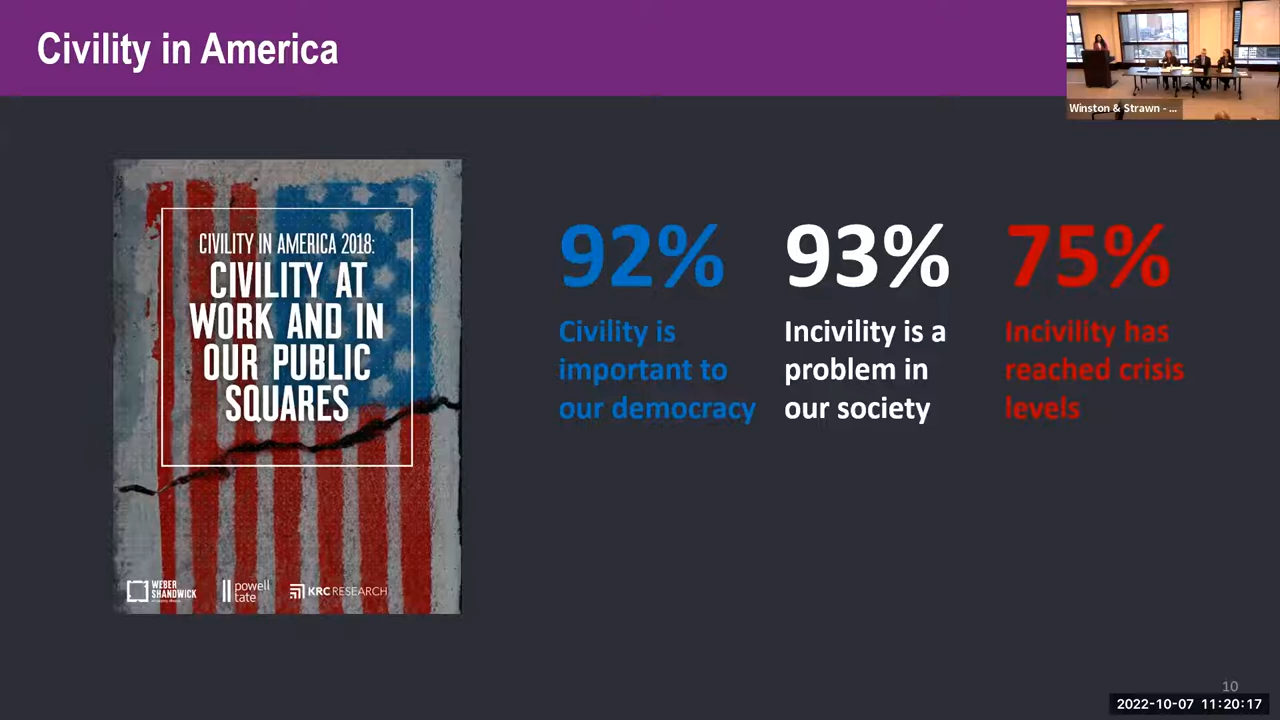 Civility in America
Winston & Strawn - ...
CIVILITY IN AMERICA 2018:
CIVILITY AT
WORK AND IN
OUR PUBLIC
SQUARES
WEBER
SHANDWICK
powell
tate
KRC RESEARCH
92%
Civility is
important to
our democracy
93%
Incivility is a
problem in
our society
75%
Incivility has
reached crisis
levels
10
2022-10-07 11:20:17